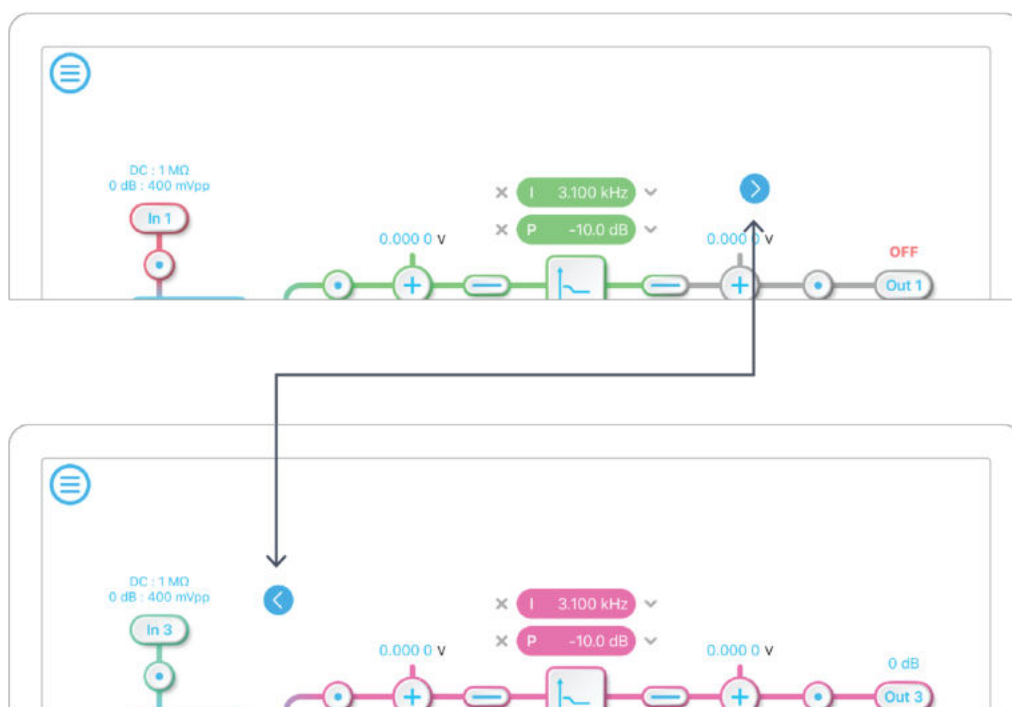 DC : 1 MΩ
0 dB : 400 mVpp
In 1
I 3.100 kHz
P -10.0 dB
0.000 0 V
0.000 0 V
OFF
Out 1
DC : 1 MΩ
0 dB : 400 mVpp
In 3
I 3.100 kHz
P -10.0 dB
0.000 0 V
0.000 0 V
0 dB
Out 3